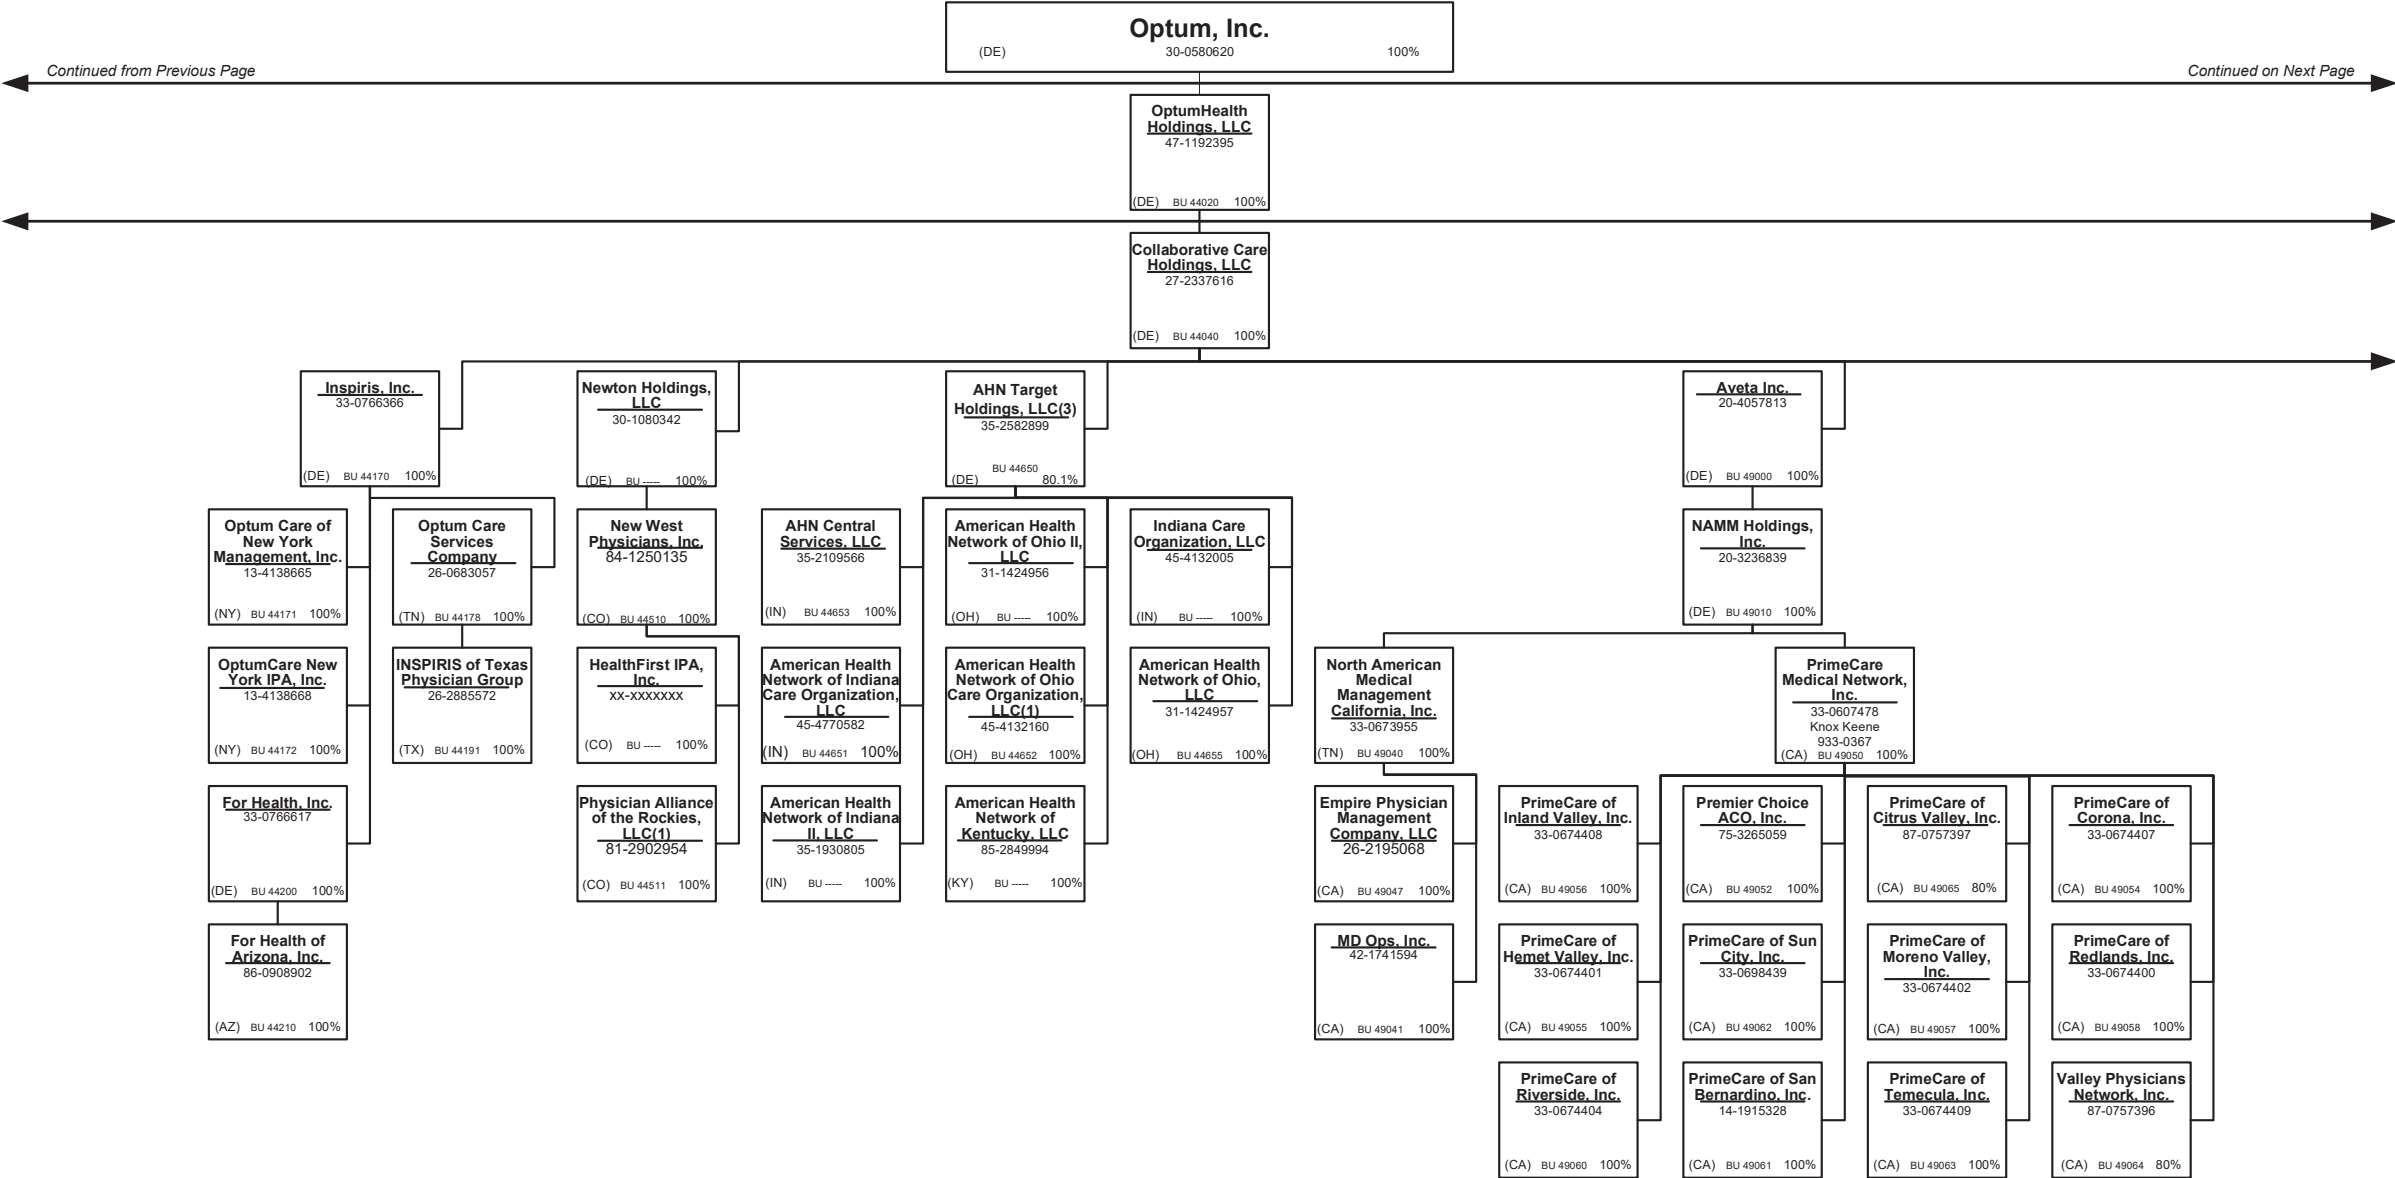 Optum, Inc.
(DE) 30-0580620 100%
Continued from Previous Page
Continued on Next Page
OptumHealth
Holdings, LLC
47-1192395
(DE) BU 44020 100%
Collaborative Care
Holdings, LLC
27-2337616
(DE) BU 44040 100%
Inspiris, Inc.
33-0766366
(DE) BU 44170 100%
Newton Holdings,
LLC
30-1080342
(DE) BU ----- 100%
AHN Target
Holdings, LLC(3)
35-2582899
BU 44650
(DE) 80.1%
Aveta Inc.
20-4057813
(DE) BU 49000 100%
Optum Care of
New York
Management, Inc.
13-4138665
(NY) BU 44171 100%
Optum Care
Services
Company
26-0683057
(TN) BU 44178 100%
New West
Physicians, Inc.
84-1250135
(CO) BU 44510 100%
AHN Central
Services, LLC
35-2109566
(IN) BU 44653 100%
American Health
Network of Ohio II,
LLC
31-1424956
(OH) BU ----- 100%
Indiana Care
Organization, LLC
45-4132005
(IN) BU ----- 100%
NAMM Holdings,
Inc.
20-3236839
(DE) BU 49010 100%
OptumCare New
York IPA, Inc.
13-4138668
(NY) BU 44172 100%
INSPIRIS of Texas
Physician Group
26-2885572
(TX) BU 44191 100%
HealthFirst IPA,
Inc.
xx-xxxxxxx
(CO) BU ----- 100%
American Health
Network of Indiana
Care Organization,
LLC
45-4770582
(IN) BU 44651 100%
American Health
Network of Ohio
Care Organization,
LLC(1)
45-4132160
(OH) BU 44652 100%
American Health
Network of Ohio,
LLC
31-1424957
(OH) BU 44655 100%
North American
Medical
Management
California, Inc.
33-0673955
(TN) BU 49040 100%
PrimeCare
Medical Network,
Inc.
33-0607478
Knox Keene
933-0367
(CA) BU 49050 100%
For Health, Inc.
33-0766617
(DE) BU 44200 100%
Physician Alliance
of the Rockies,
LLC(1)
81-2902954
(CO) BU 44511 100%
American Health
Network of Indiana
II, LLC
35-1930805
(IN) BU ----- 100%
American Health
Network of
Kentucky, LLC
85-2849994
(KY) BU ----- 100%
Empire Physician
Management
Company, LLC
26-2195068
(CA) BU 49047 100%
PrimeCare of
Inland Valley, Inc.
33-0674408
(CA) BU 49056 100%
Premier Choice
ACO, Inc.
75-3265059
(CA) BU 49052 100%
PrimeCare of
Citrus Valley, Inc.
87-0757397
(CA) BU 49065 80%
PrimeCare of
Corona, Inc.
33-0674407
(CA) BU 49054 100%
For Health of
Arizona, Inc.
86-0908902
(AZ) BU 44210 100%
MD Ops, Inc.
42-1741594
(CA) BU 49041 100%
PrimeCare of
Hemet Valley, Inc.
33-0674401
(CA) BU 49055 100%
PrimeCare of Sun
City, Inc.
33-0698439
(CA) BU 49062 100%
PrimeCare of
Moreno Valley,
Inc.
33-0674402
(CA) BU 49057 100%
PrimeCare of
Redlands, Inc.
33-0674400
(CA) BU 49058 100%
PrimeCare of
Riverside, Inc.
33-0674404
(CA) BU 49060 100%
PrimeCare of San
Bernardino, Inc.
14-1915328
(CA) BU 49061 100%
PrimeCare of
Temecula, Inc.
33-0674409
(CA) BU 49063 100%
Valley Physicians
Network, Inc.
87-0757396
(CA) BU 49064 80%